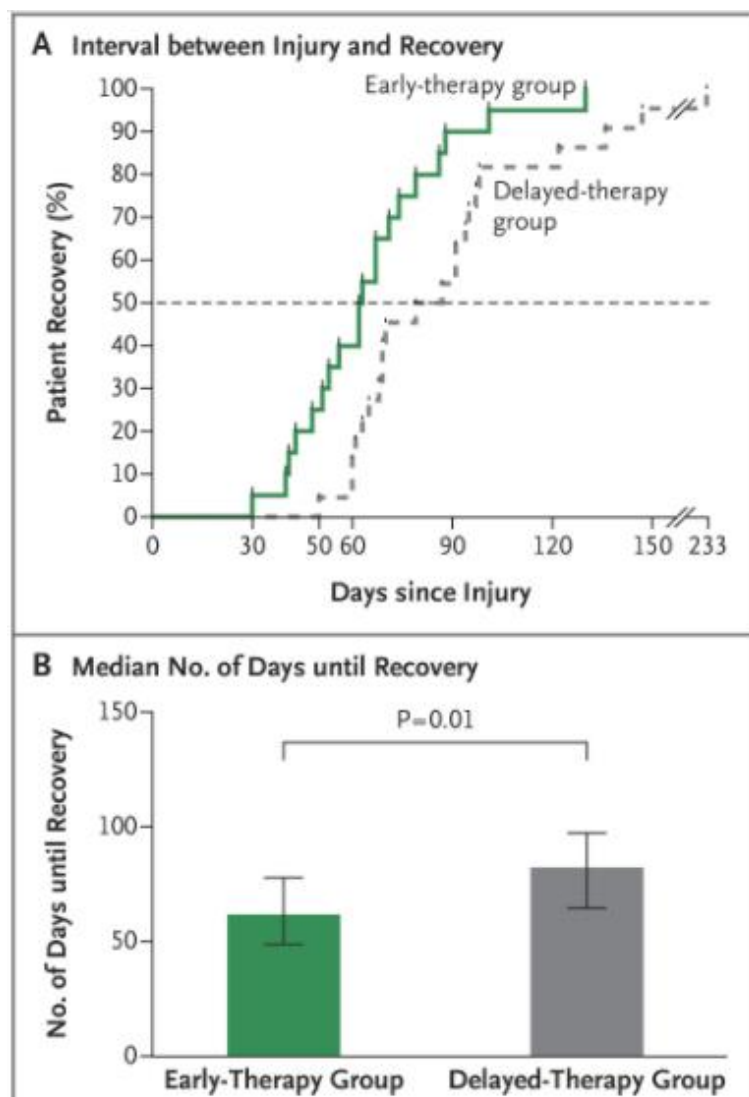 A Interval between Injury and Recovery
100
90
80
70
60
50
40
30
20
10
0
Patient Recovery (%)
Early-therapy group
Delayed-therapy
group
0 30 50 60 90 120 150 233
Days since Injury
B Median No. of Days until Recovery
150
100
50
0
No. of Days until Recovery
P=0.01
Early-Therapy Group Delayed-Therapy Group